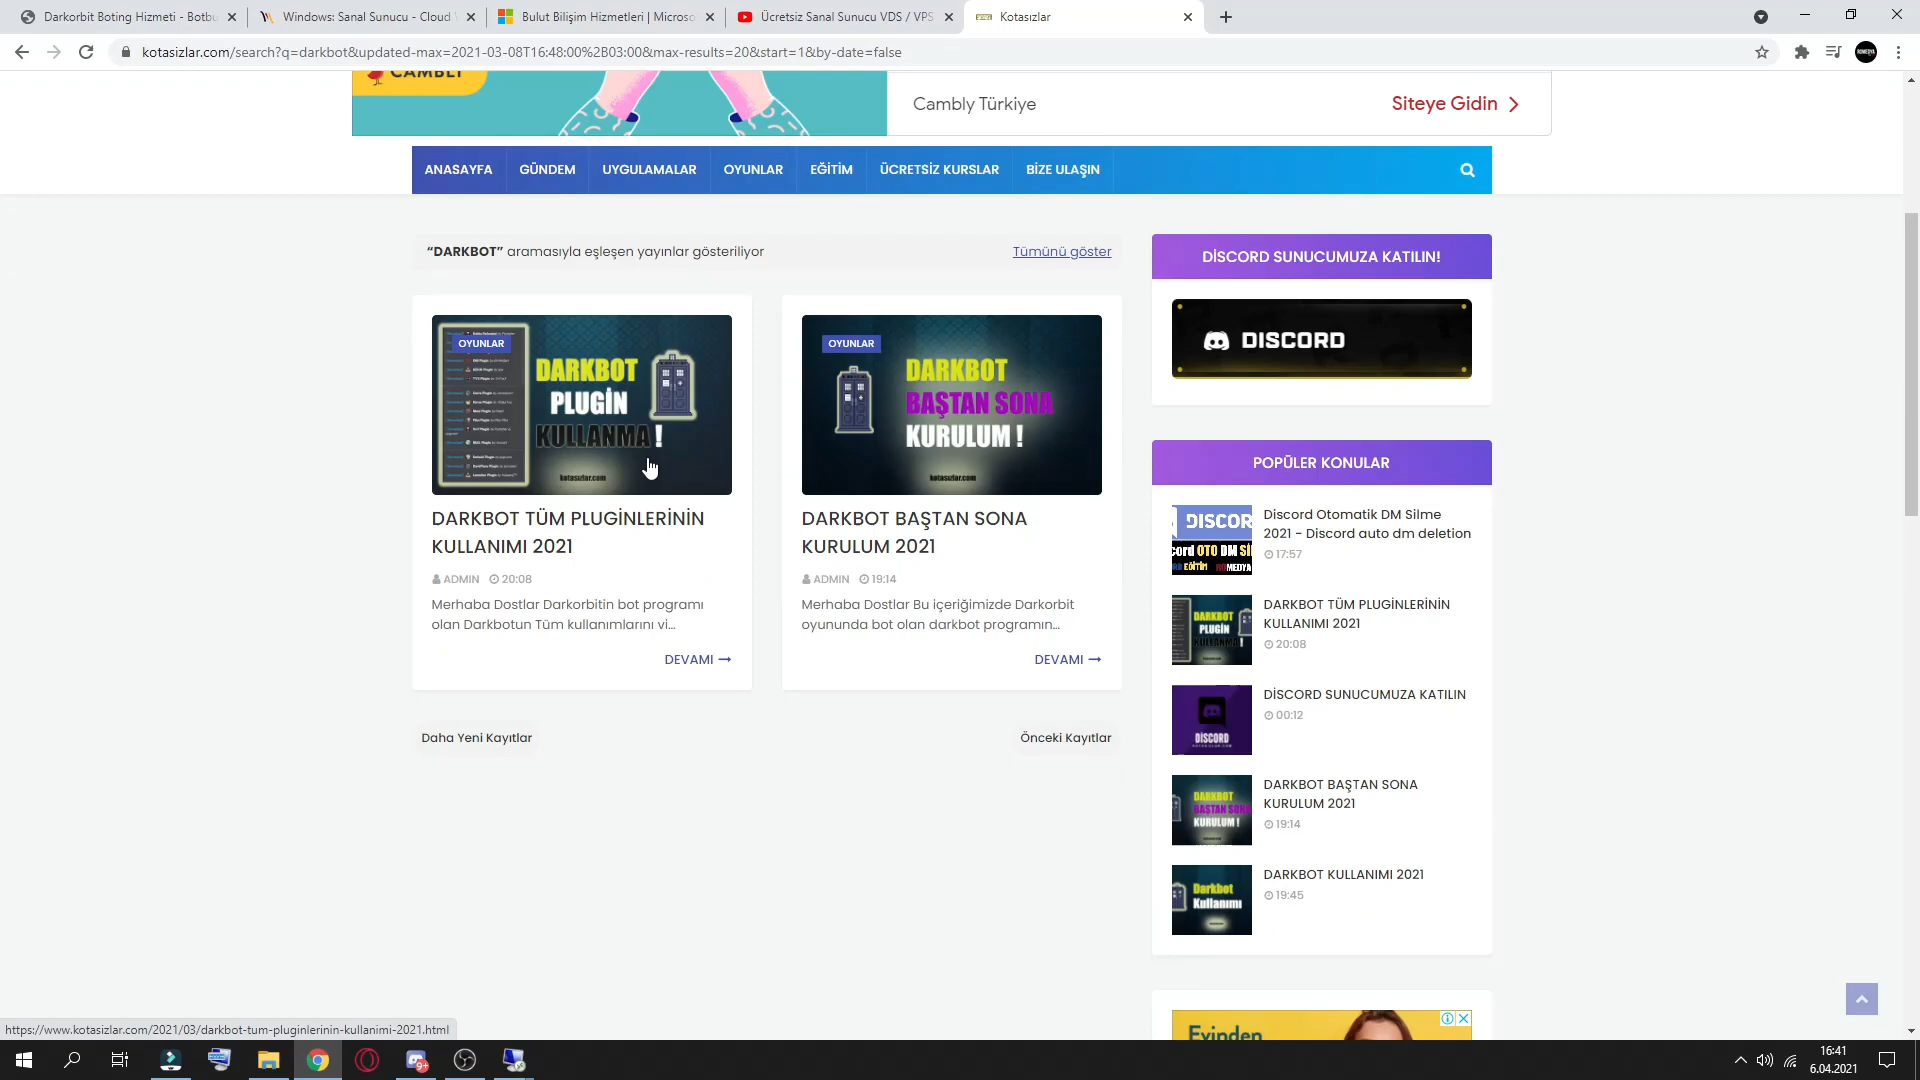 Darkorbit Boting Hizmeti - Botbu
Windows: Sanal Sunucu - Cloud
Bulut Bilişim Hizmetleri | Microso
Ücretsiz Sanal Sunucu VDS / VPS
Kotasızlar
kotasizlar.com/search?q=darkbot&updated-max=2021-03-08T16:48:00%2B03:00&max-results=20&start=1&by-date=false
CAMBLY
Cambly Türkiye
Siteye Gidin
ANASAYFA GÜNDEM UYGULAMALAR OYUNLAR EĞİTİM ÜCRETSİZ KURSLAR BİZE ULAŞIN
“DARKBOT” aramasıyla eşleşen yayınlar gösteriliyor
Tümünü göster
OYUNLAR
DARKBOT
PLUGİN
KULLANMA !
kotasızlar.com
DARKBOT TÜM PLUGİNLERİNİN
KULLANIMI 2021
ADMIN 20:08
Merhaba Dostlar Darkorbitin bot programı
olan Darkbotun Tüm kullanımlarını vi...
DEVAMI
OYUNLAR
DARKBOT
BAŞTAN SONA
KURULUM !
kotasızlar.com
DARKBOT BAŞTAN SONA
KURULUM 2021
ADMIN 19:14
Merhaba Dostlar Bu içeriğimizde Darkorbit
oyununda bot olan darkbot programın...
DEVAMI
Daha Yeni Kayıtlar
Önceki Kayıtlar
DİSCORD SUNUCUMUZA KATILIN!
DISCORD
POPÜLER KONULAR
DISCOR
cord OTO DM Sİ
RD EĞİTİM ROMEDYA
Discord Otomatik DM Silme
2021 - Discord auto dm deletion
17:57
DARKBOT
PLUGİN
KULLANMA !
DARKBOT TÜM PLUGİNLERİNİN
KULLANIMI 2021
20:08
DİSCORD
DİSCORD SUNUCUMUZA KATILIN
00:12
DARKBOT
BAŞTAN SONA
KURULUM !
DARKBOT BAŞTAN SONA
KURULUM 2021
19:14
Darkbot
Kullanımı
DARKBOT KULLANIMI 2021
19:45
Evinden
https://www.kotasizlar.com/2021/03/darkbot-tum-pluginlerinin-kullanimi-2021.html
9+
16:41
6.04.2021